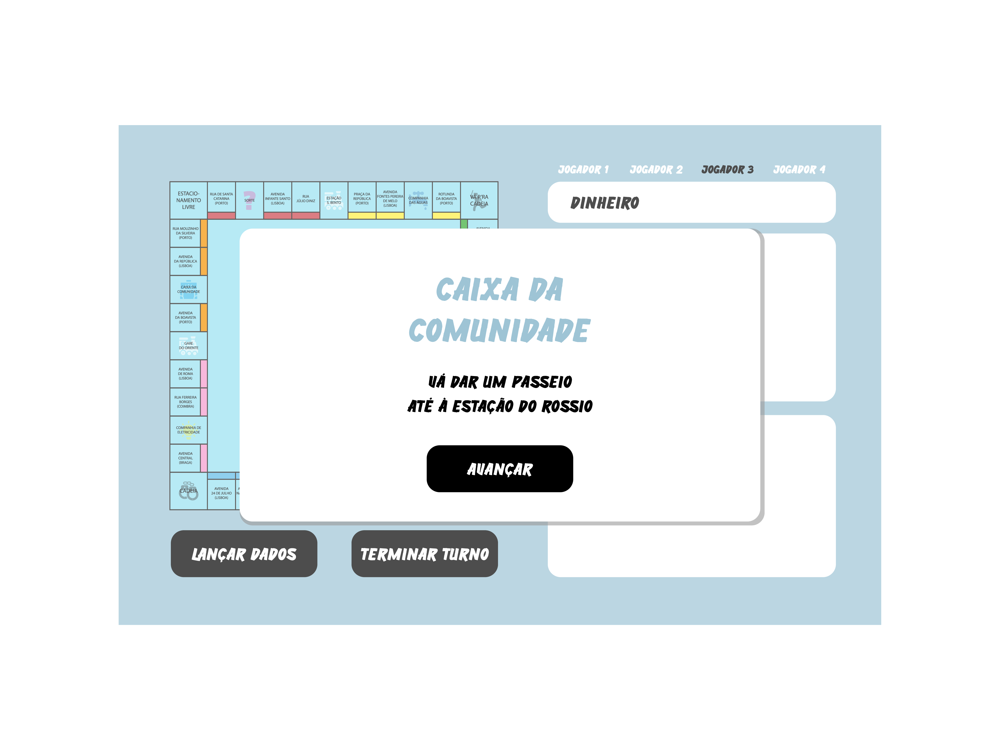 JOGADOR 1
JOGADOR 2
JOGADOR 3
JOGADOR 4
DINHEIRO
ESTACIO-
NAMENTO
LIVRE
RUA DE SANTA
CATARINA
(PORTO)
SORTE
AVENIDA
INFANTE SANTO
(LISBOA)
RUA
JÚLIO DINIZ
ESTAÇÃO
S. BENTO
PRAÇA DA
REPÚBLICA
(PORTO)
AVENIDA
FONTES PEREIRA
DE MELO
(LISBOA)
COMPANHIA
DAS ÁGUAS
ROTUNDA
DA BOAVISTA
(PORTO)
VÁ P'RA
CADEIA
RUA MOUZINHO
DA SILVEIRA
(PORTO)
AVENIDA
AVENIDA
DA REPÚBLICA
(LISBOA)
CAIXA DA
COMUNIDADE
AVENIDA
DA BOAVISTA
(PORTO)
GARE
DO ORIENTE
AVENIDA
DE ROMA
(LISBOA)
RUA FERREIRA
BORGES
(COIMBRA)
COMPANHIA DE
ELETRICIDADE
AVENIDA
CENTRAL
(BRAGA)
CADEIA
AVENIDA
24 DE JULHO
(LISBOA)
CAIXA DA
COMUNIDADE
VÁ DAR UM PASSEIO
ATÉ À ESTAÇÃO DO ROSSIO
AVANÇAR
LANÇAR DADOS
TERMINAR TURNO